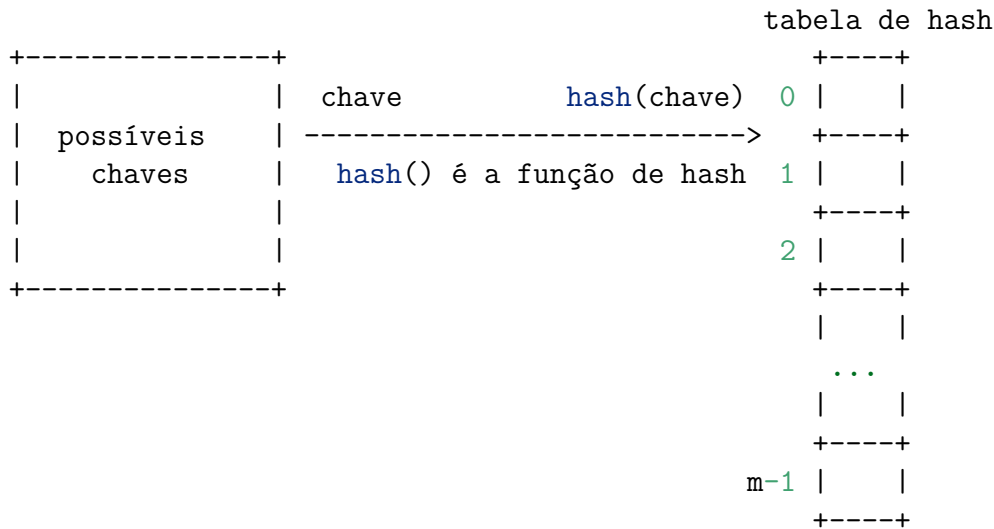 tabela de hash
+---------------+                                +----+
|               |  chave          hash(chave)  0 |    |
|  possíveis    | --------------------------->   +----+
|    chaves     |   hash() é a função de hash  1 |    |
|               |                                +----+
|               |                              2 |    |
+---------------+                                +----+
                                                 |    |
                                                  ...
                                                 |    |
                                                 +----+
                                             m-1 |    |
                                                 +----+